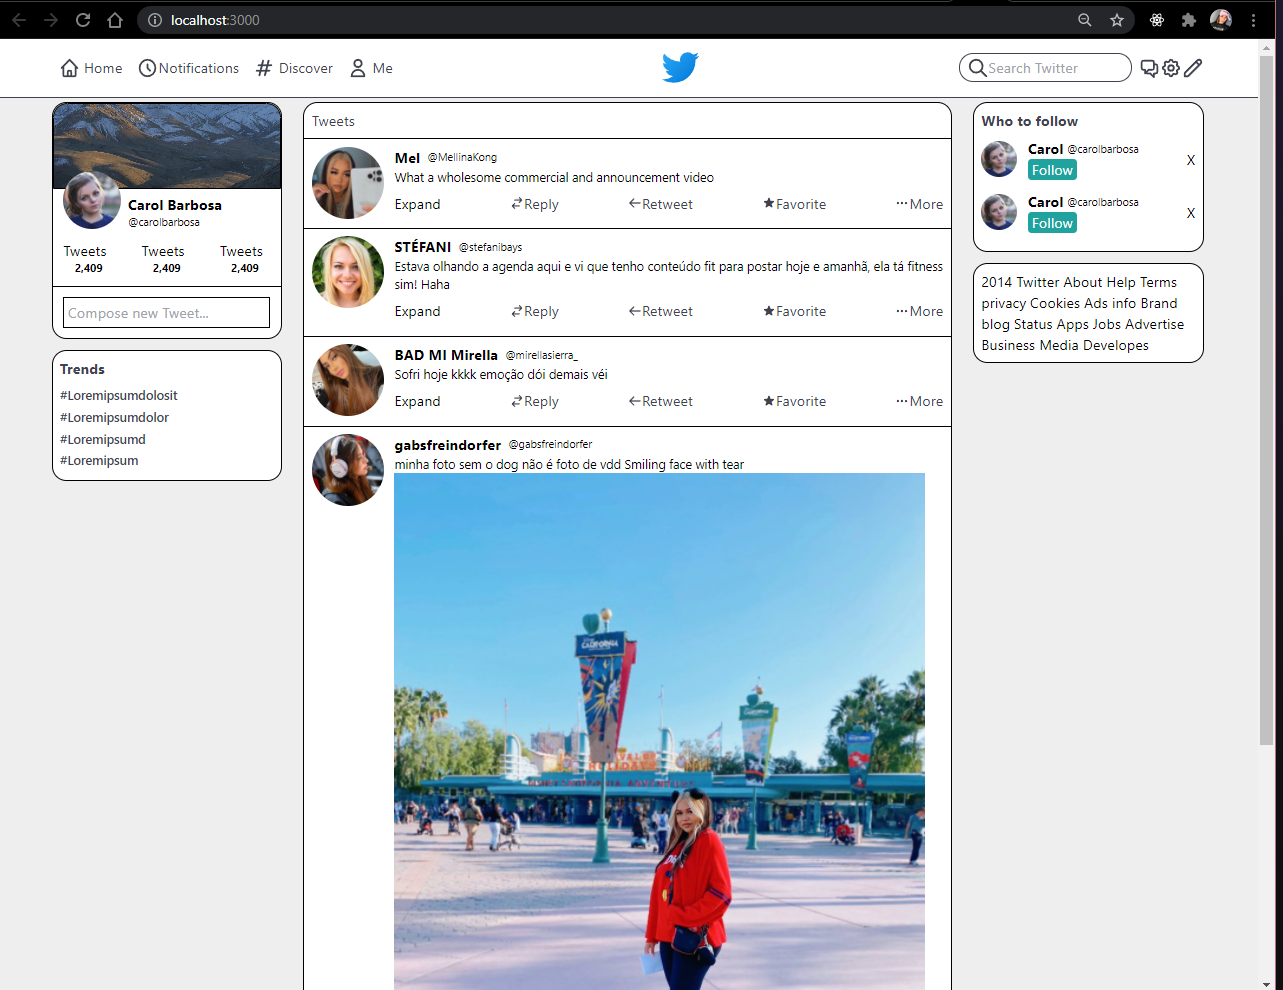 localhost:3000
Home Notifications Discover Me
Search Twitter
Carol Barbosa
@carolbarbosa
Tweets Tweets Tweets
2,409 2,409 2,409
Compose new Tweet...
Trends
#Loremipsumdolosit
#Loremipsumdolor
#Loremipsumd
#Loremipsum
Tweets
Mel @MellinaKong
What a wholesome commercial and announcement video
Expand Reply Retweet Favorite More
STÉFANI @stefanibays
Estava olhando a agenda aqui e vi que tenho conteúdo fit para postar hoje e amanhã, ela tá fitness
sim! Haha
Expand Reply Retweet Favorite More
BAD MI Mirella @mirellasierra_
Sofri hoje kkkk emoção dói demais véi
Expand Reply Retweet Favorite More
gabsfreindorfer @gabsfreindorfer
minha foto sem o dog não é foto de vdd Smiling face with tear
CALIFORNIA
Who to follow
Carol @carolbarbosa
Follow
X
Carol @carolbarbosa
Follow
X
2014 Twitter About Help Terms
privacy Cookies Ads info Brand
blog Status Apps Jobs Advertise
Business Media Developes